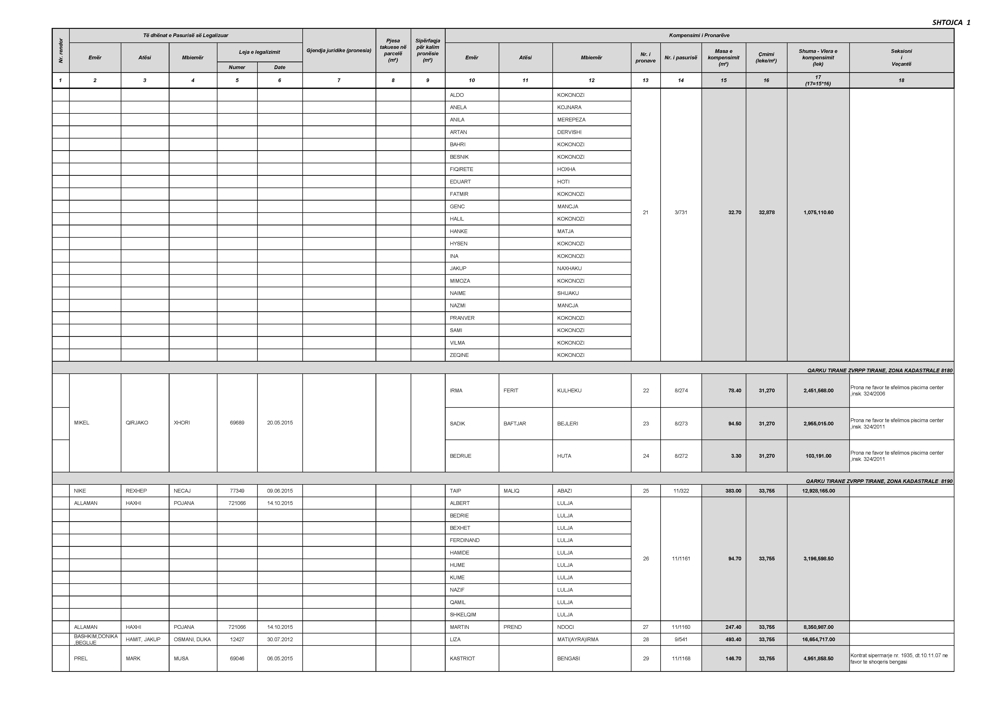 SHTOJCA 1
Nr. rendor
Të dhënat e Pasurisë së Legalizuar
Gjendja juridike (pronesia)
Pjesa takuese në parcelë (m²)
Sipërfaqja për kalim pronësie (m²)
Kompensimi i Pronarëve
Emër Atësi Mbiemër Leja e legalizimit
Numer Date
Emër Atësi Mbiemër Nr. i pronave Nr. i pasurisë Masa e kompensimit (m²) Çmimi (leke/m²) Shuma - Vlera e kompensimit (lek) Seksioni i Veçantë
1 2 3 4 5 6 7 8 9 10 11 12 13 14 15 16 17 (17=15*16) 18
ALDO KOKONOZI
ANELA KOJNARA
ANILA MEREPEZA
ARTAN DERVISHI
BAHRI KOKONOZI
BESNIK KOKONOZI
FIQIRETE HOXHA
EDUART HOTI
FATMIR KOKONOZI
GENC MANCJA
21 3/731 32.70 32,878 1,075,110.60
HALIL KOKONOZI
HANKE MATJA
HYSEN KOKONOZI
INA KOKONOZI
JAKUP NAXHAKU
MIMOZA KOKONOZI
NAIME SHIJAKU
NAZMI MANCJA
PRANVER KOKONOZI
SAMI KOKONOZI
VILMA KOKONOZI
ZEQINE KOKONOZI
QARKU TIRANE ZVRPP TIRANE, ZONA KADASTRALE 8180
IRMA FERIT KULHEKU 22 8/274 78.40 31,270 2,451,568.00 Prona ne favor te sfelimos piscima center
,insk. 324/2006
MIKEL QIRJAKO XHORI 69689 20.05.2015 SADIK BAFTJAR BEJLERI 23 8/273 94.50 31,270 2,955,015.00 Prona ne favor te sfelimos piscima center
,insk. 324/2011
BEDRIJE HUTA 24 8/272 3.30 31,270 103,191.00 Prona ne favor te sfelimos piscima center
,insk. 324/2011
QARKU TIRANE ZVRPP TIRANE, ZONA KADASTRALE 8190
NIKE REXHEP NECAJ 77349 09.06.2015 TAIP MALIQ ABAZI 25 11/322 383.00 33,755 12,928,165.00
ALLAMAN HAXHI POJANA 721066 14.10.2015 ALBERT LULJA
BEDRIE LULJA
BEXHET LULJA
FERDINAND LULJA
HAMIDE LULJA
26 11/1161 94.70 33,755 3,196,598.50
HUME LULJA
KUME LULJA
NAZIF LULJA
QAMIL LULJA
SHKELQIM LULJA
ALLAMAN HAXHI POJANA 721066 14.10.2015 MARTIN PREND NDOCI 27 11/1160 247.40 33,755 8,350,987.00
BASHKIM,DONIKA
,BEGLIJE HAMIT, JAKUP OSMANI, DUKA 12427 30.07.2012 LIZA MATI(AYRA)IRMA 28 9/541 493.40 33,755 16,654,717.00
PREL MARK MUSA 69046 06.05.2015 KASTRIOT BENGASI 29 11/1168 146.70 33,755 4,951,858.50 Kontrat sipermarje nr. 1935, dt.10.11.07 ne
favor te shoqeris bengasi